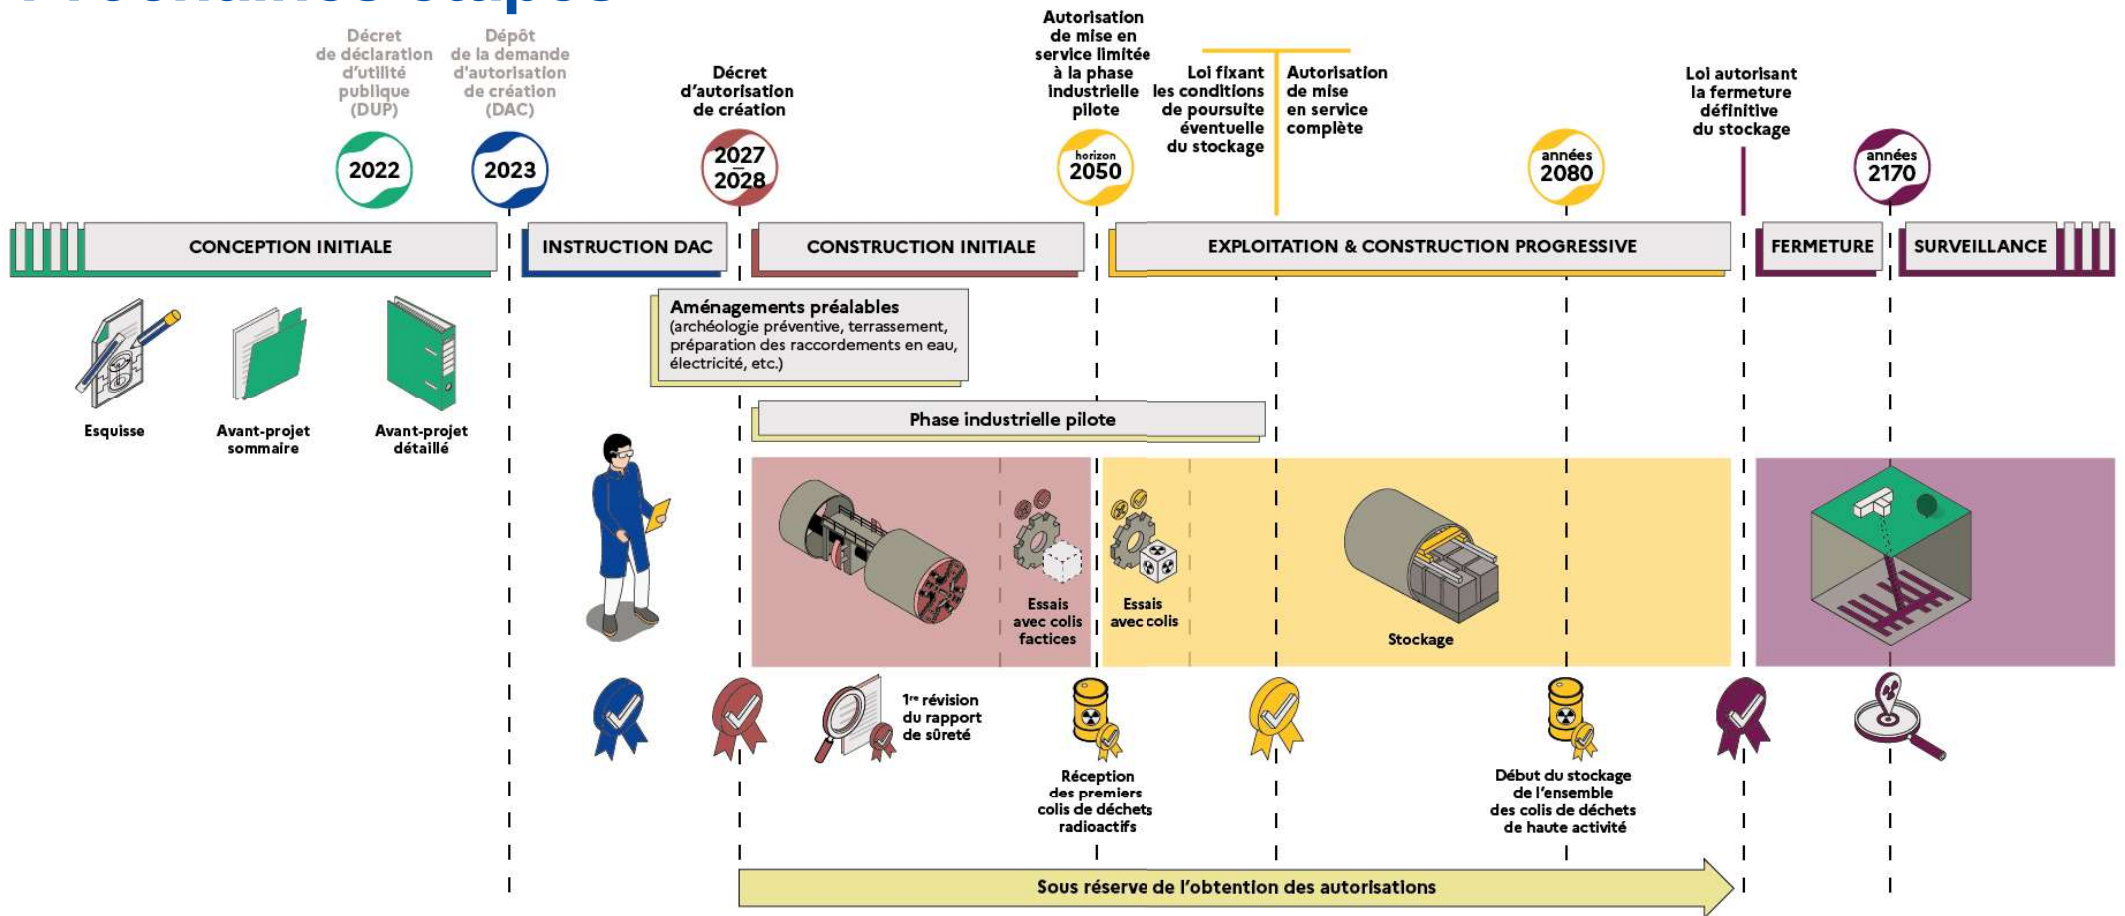 Prochaines étapes
Décret
de déclaration
d'utilité
publique
(DUP)
2022
Dépôt
de la demande
d'autorisation
de création
(DAC)
2023
Décret
d'autorisation
de création
2027
–
2028
Autorisation
de mise en
service limitée
à la phase
industrielle
pilote
horizon
2050
Loi fixant
les conditions
de poursuite
éventuelle
du stockage
Autorisation
de mise
en service
complète
années
2080
Loi autorisant
la fermeture
définitive
du stockage
années
2170
CONCEPTION INITIALE
INSTRUCTION DAC
CONSTRUCTION INITIALE
EXPLOITATION & CONSTRUCTION PROGRESSIVE
FERMETURE
SURVEILLANCE
Aménagements préalables
(archéologie préventive, terrassement,
préparation des raccordements en eau,
électricité, etc.)
Phase industrielle pilote
Esquisse
Avant-projet
sommaire
Avant-projet
détaillé
Essais
avec colis
factices
Essais
avec colis
Stockage
1re révision
du rapport
de sûreté
Réception
des premiers
colis de déchets
radioactifs
Début du stockage
de l'ensemble
des colis de déchets
de haute activité
Sous réserve de l'obtention des autorisations